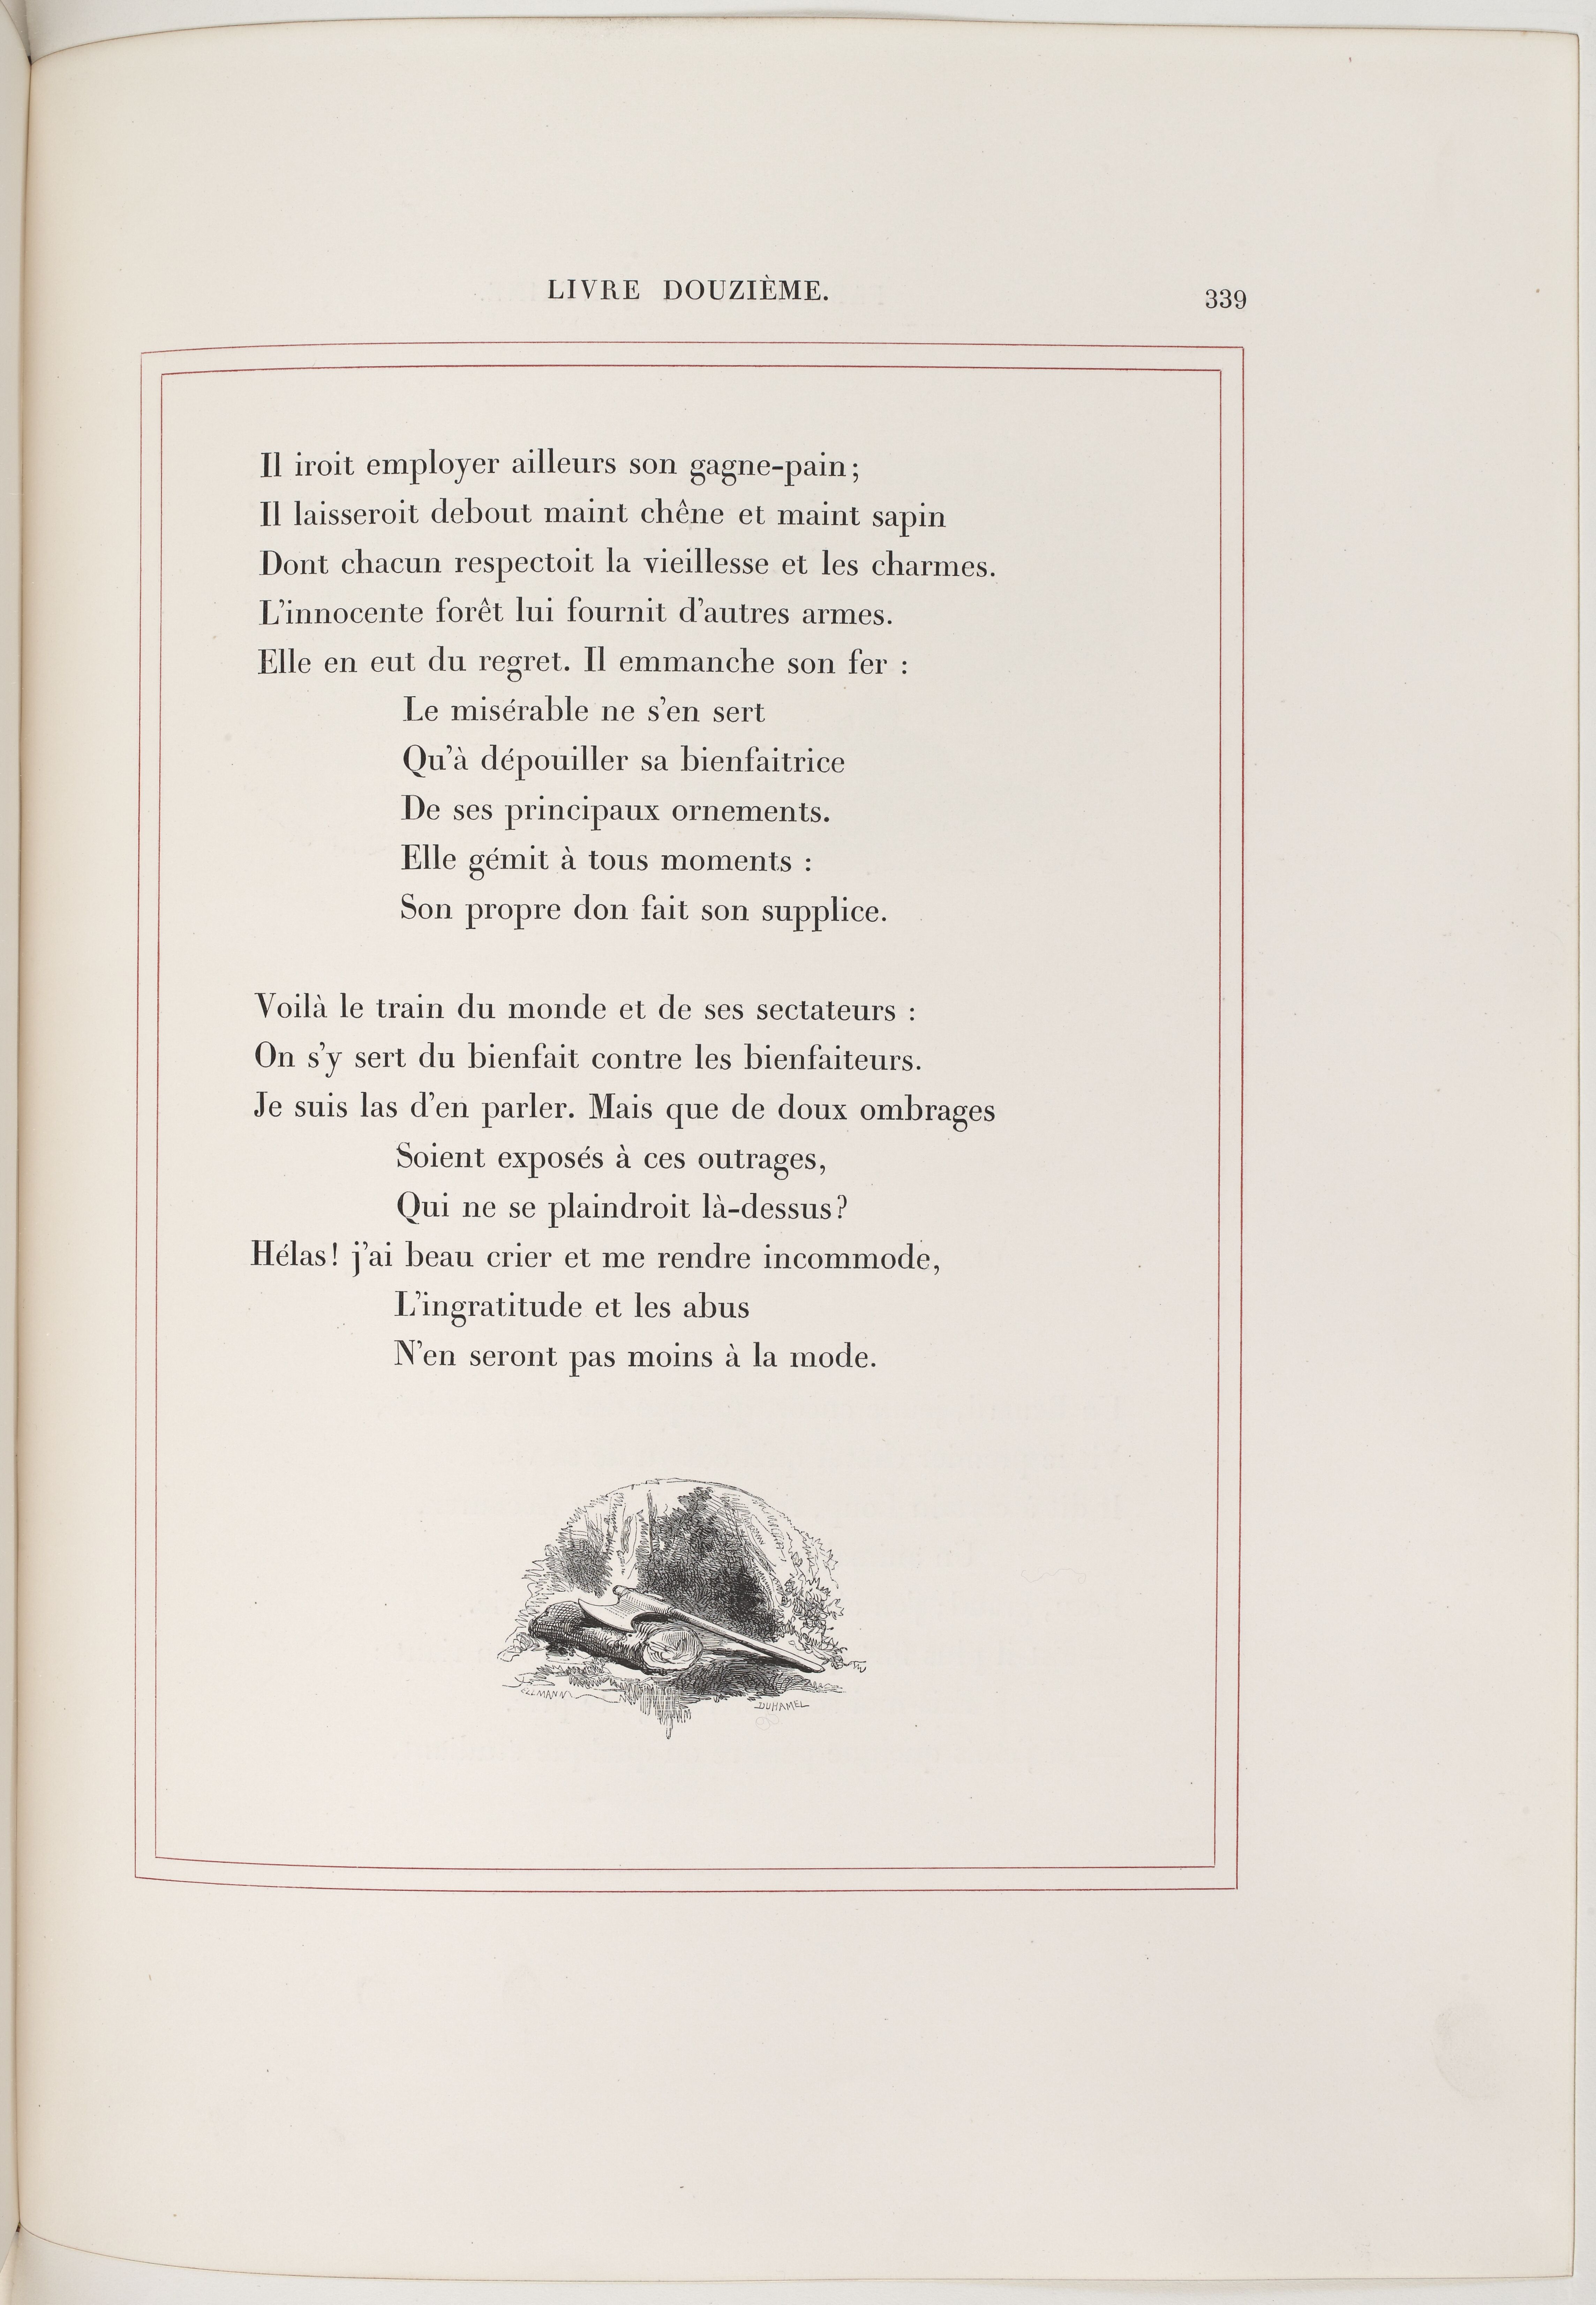 LIVRE DOUZIÈME.
339
Il iroit employer ailleurs son gagne-pain;
Il laisseroit debout maint chêne et maint sapin
Dont chacun respectoit la vieillesse et les charmes.
L'innocente forêt lui fournit d'autres armes.
Elle en eut du regret. Il emmanche son fer :
Le misérable ne s'en sert
Qu'à dépouiller sa bienfaitrice
De ses principaux ornements.
Elle gémit à tous moments :
Son propre don fait son supplice.
Voilà le train du monde et de ses sectateurs :
On s'y sert du bienfait contre les bienfaiteurs.
Je suis las d'en parler. Mais que de doux ombrages
Soient exposés à ces outrages,
Qui ne se plaindroit là-dessus?
Hélas! j'ai beau crier et me rendre incommode,
L'ingratitude et les abus
N'en seront pas moins à la mode.
DUHAMEL